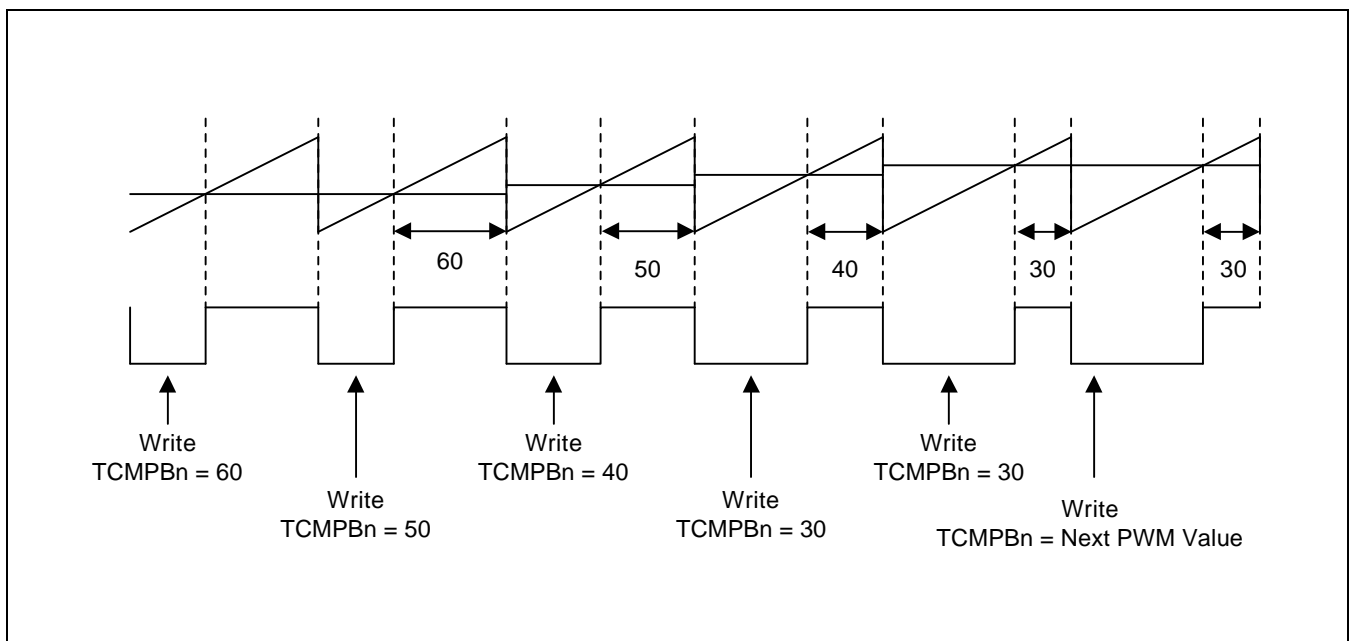 60
50
40
30
30
Write
TCMPBn = 60
Write
TCMPBn = 50
Write
TCMPBn = 40
Write
TCMPBn = 30
Write
TCMPBn = 30
Write
TCMPBn = Next PWM Value